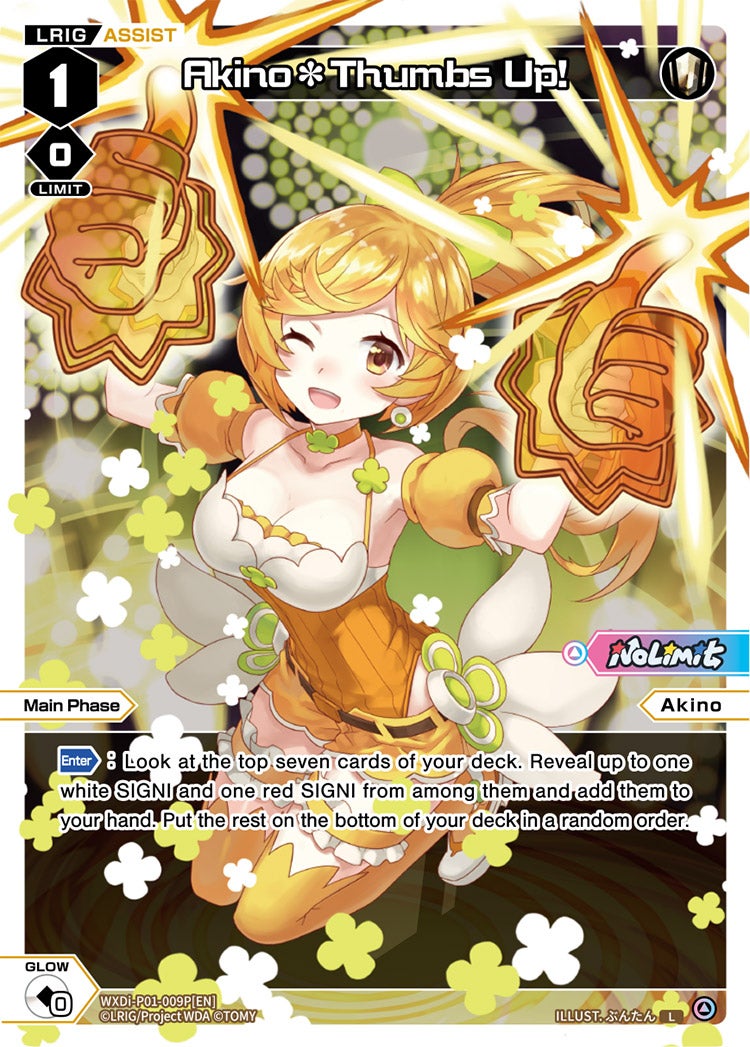 LRIG ASSIST
1
Akino✽Thumbs Up!
0
LIMIT
NoLimit
Main Phase
Akino
Enter : Look at the top seven cards of your deck. Reveal up to one
white SIGNI and one red SIGNI from among them and add them to
your hand. Put the rest on the bottom of your deck in a random order.
GLOW
0
WXDi-P01-009P[EN]
©LRIG/Project WDA ©TOMY
ILLUST. ぶんたん L